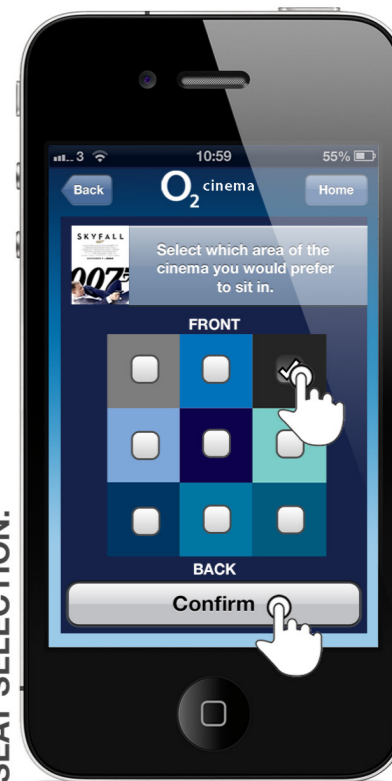 3
10:59
55%
Back
O2 cinema
Home
SKYFALL
007
Select which area of the
cinema you would prefer
to sit in.
FRONT
BACK
Confirm
SEAT SELECTION.